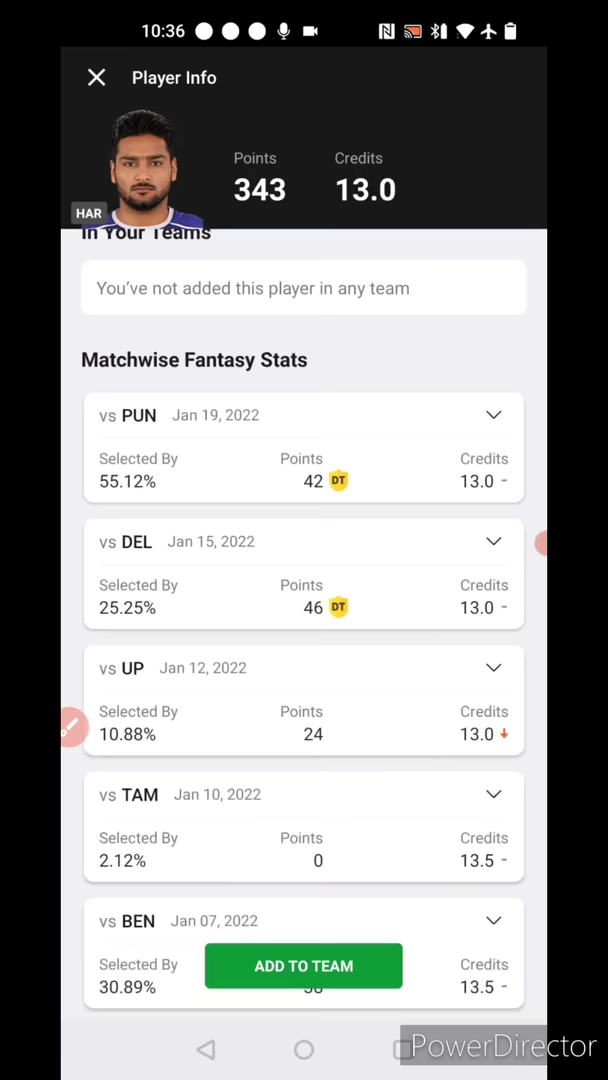 10:36
Player Info
Points Credits
343 13.0
HAR
In Your Teams
You've not added this player in any team
Matchwise Fantasy Stats
vs PUN Jan 19, 2022
Selected By Points Credits
55.12% 42 DT 13.0 -
vs DEL Jan 15, 2022
Selected By Points Credits
25.25% 46 DT 13.0 -
vs UP Jan 12, 2022
Selected By Points Credits
10.88% 24 13.0
vs TAM Jan 10, 2022
Selected By Points Credits
2.12% 0 13.5 -
vs BEN Jan 07, 2022
Selected By Credits
ADD TO TEAM
30.89% 13.5 -
PowerDirector